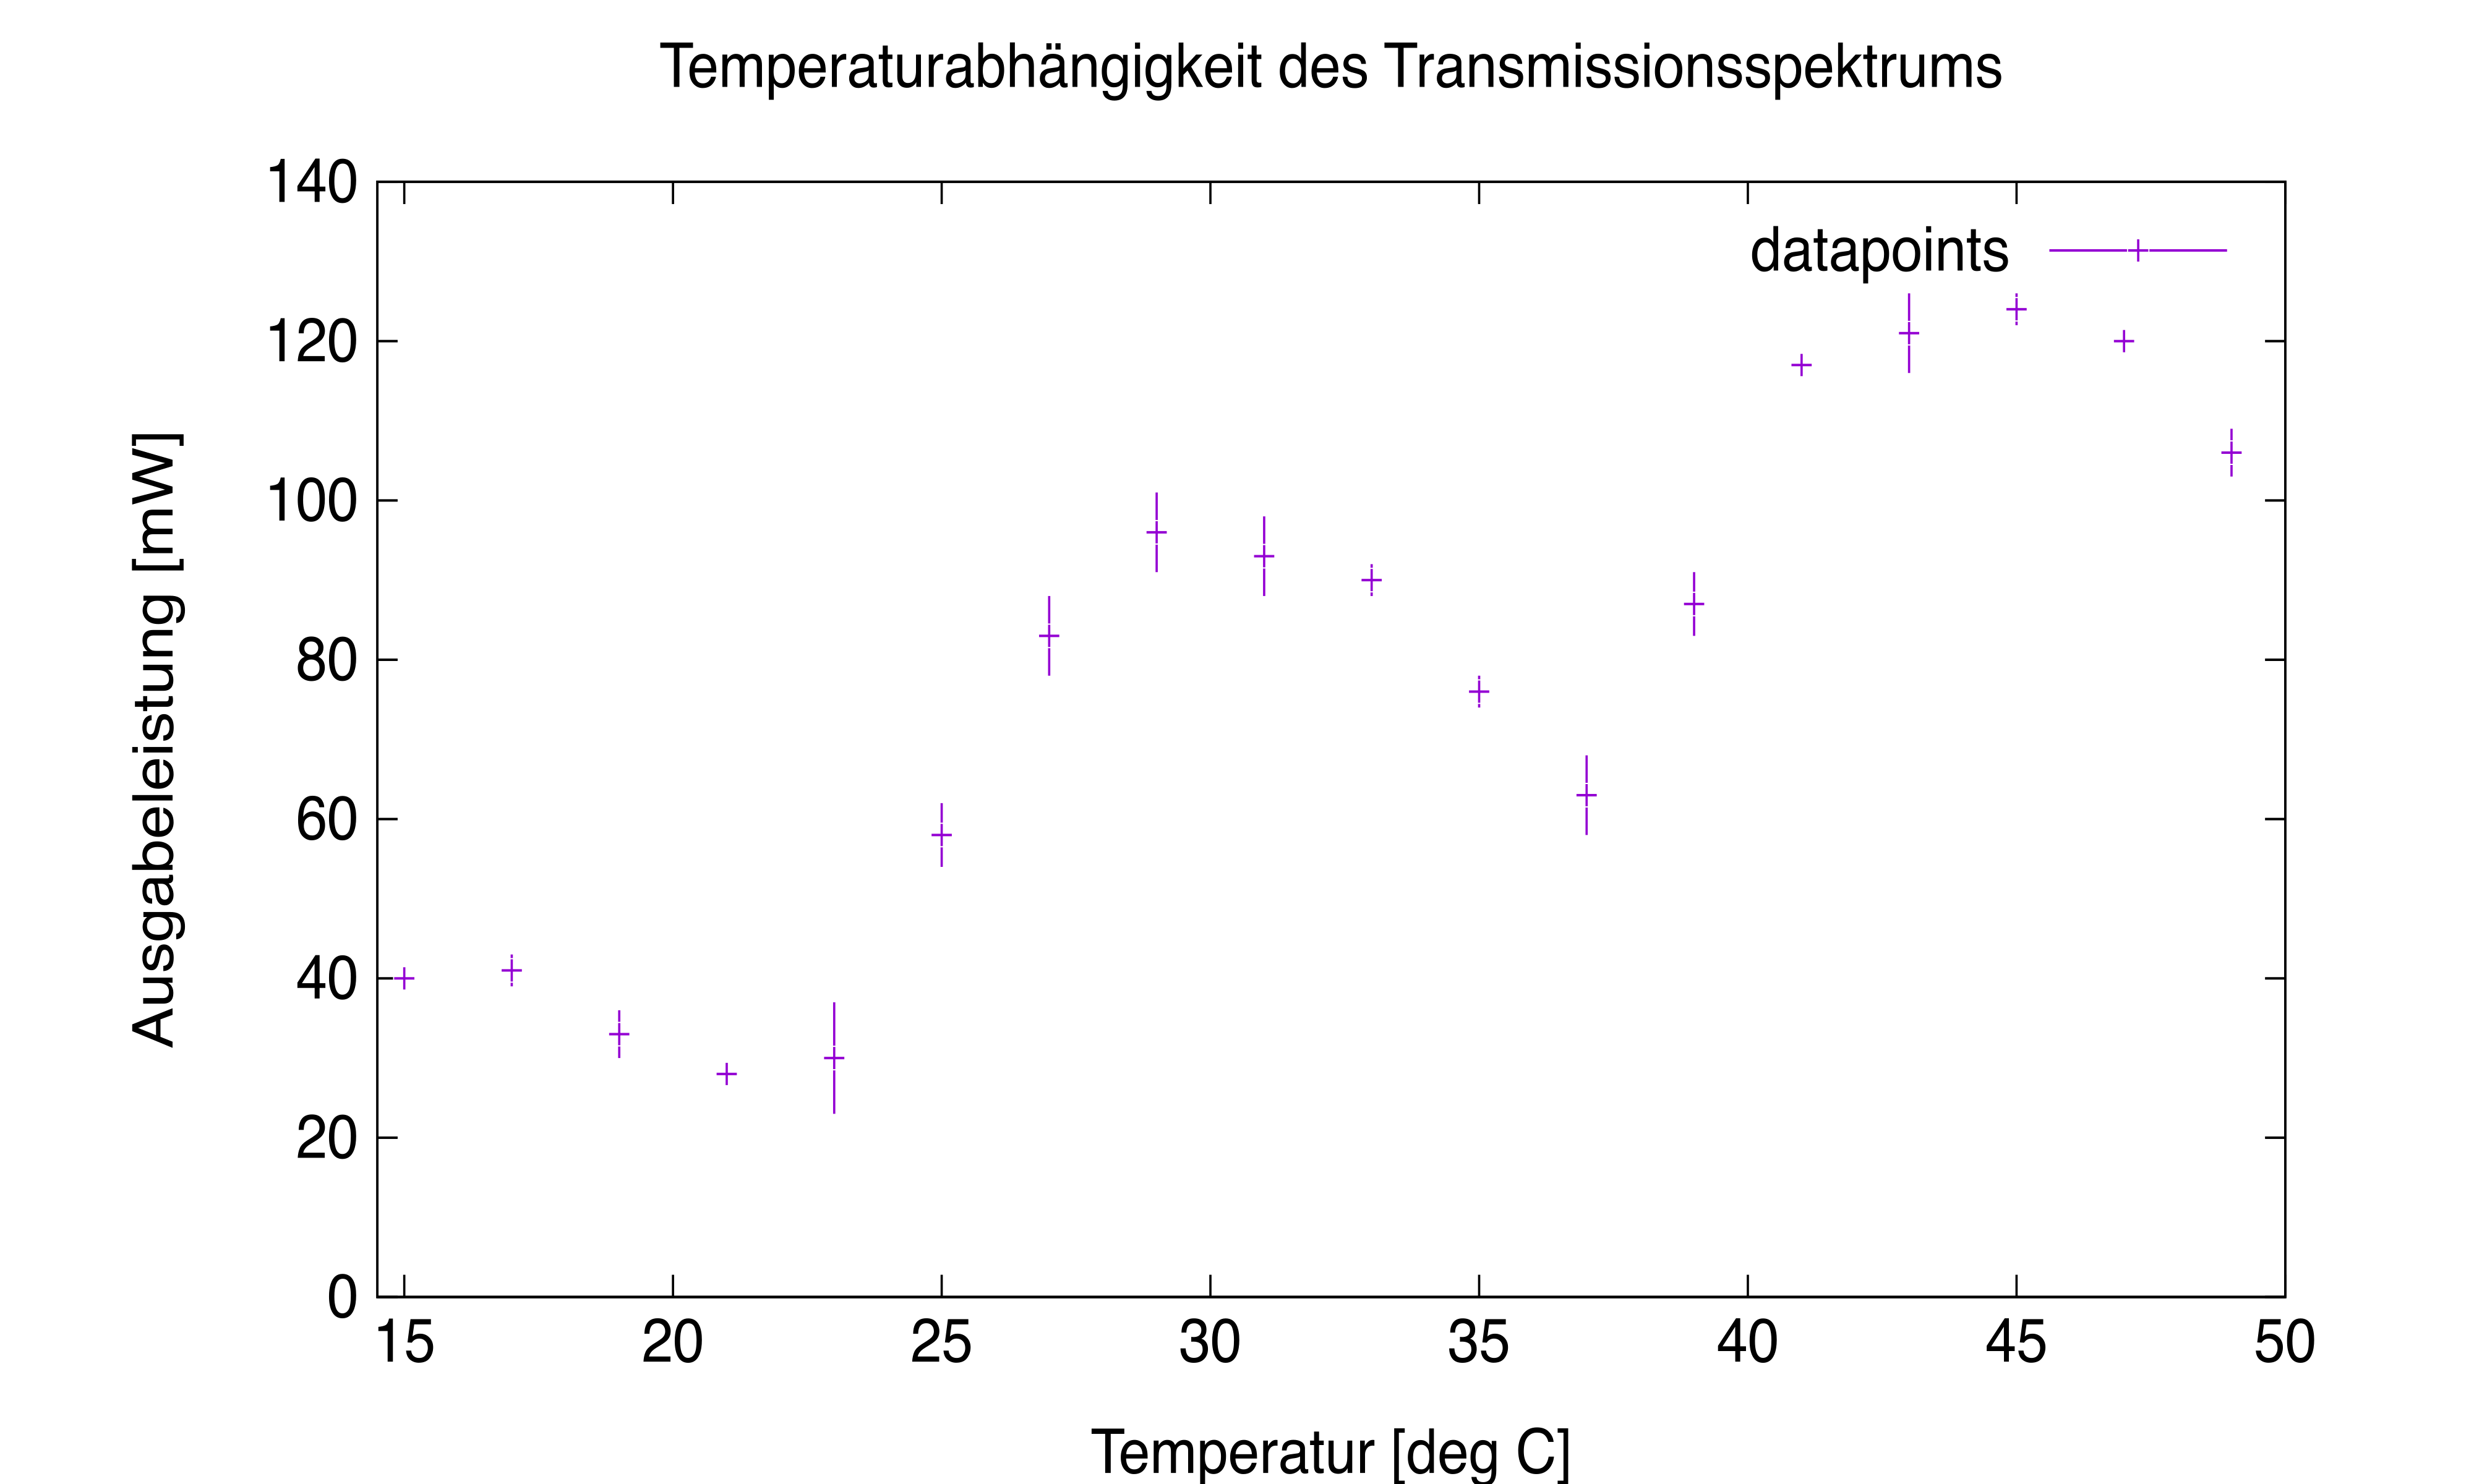 Temperaturabhängigkeit des Transmissionsspektrums
140
datapoints
120
100
80
60
40
20
0
Ausgabeleistung [mW]
15 20 25 30 35 40 45 50
Temperatur [deg C]